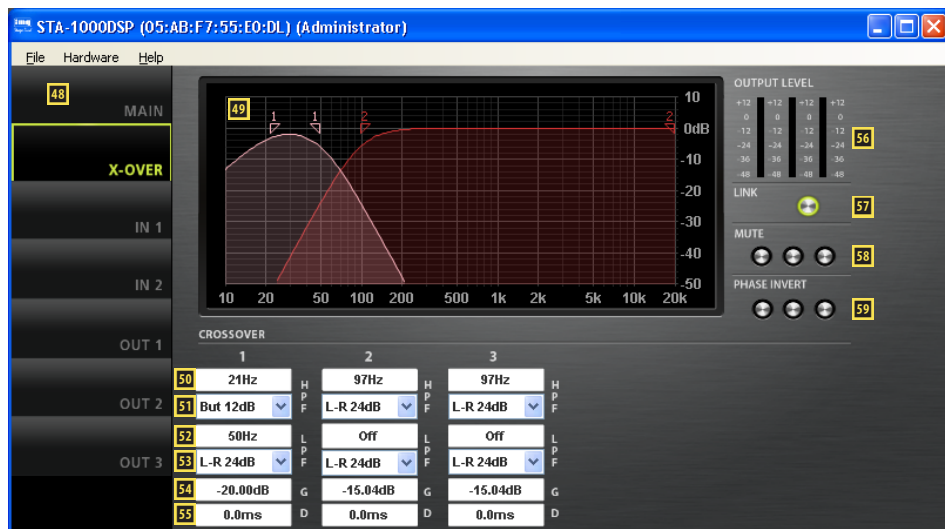 STA-1000DSP (05:AB:F7:55:E0:DL) (Administrator)
File Hardware Help
48
MAIN
X-OVER
IN 1
IN 2
OUT 1
OUT 2
OUT 3
49
1 1 2 2
10
0dB
-10
-20
-30
-40
-50
10 20 50 100 200 500 1k 2k 5k 10k 20k
OUTPUT LEVEL
+12 +12 +12 +12
0 0 0 0
-12 -12 -12 -12
-24 -24 -24 -24
-36 -36 -36 -36
-48 -48 -48 -48
56
LINK
57
MUTE
58
PHASE INVERT
59
CROSSOVER
1 2 3
50 21Hz 97Hz 97Hz
51 But 12dB L-R 24dB L-R 24dB
HPF HPF HPF
52 50Hz Off Off
53 L-R 24dB L-R 24dB L-R 24dB
LPF LPF LPF
54 -20.00dB G -15.04dB G -15.04dB G
55 0.0ms D 0.0ms D 0.0ms D